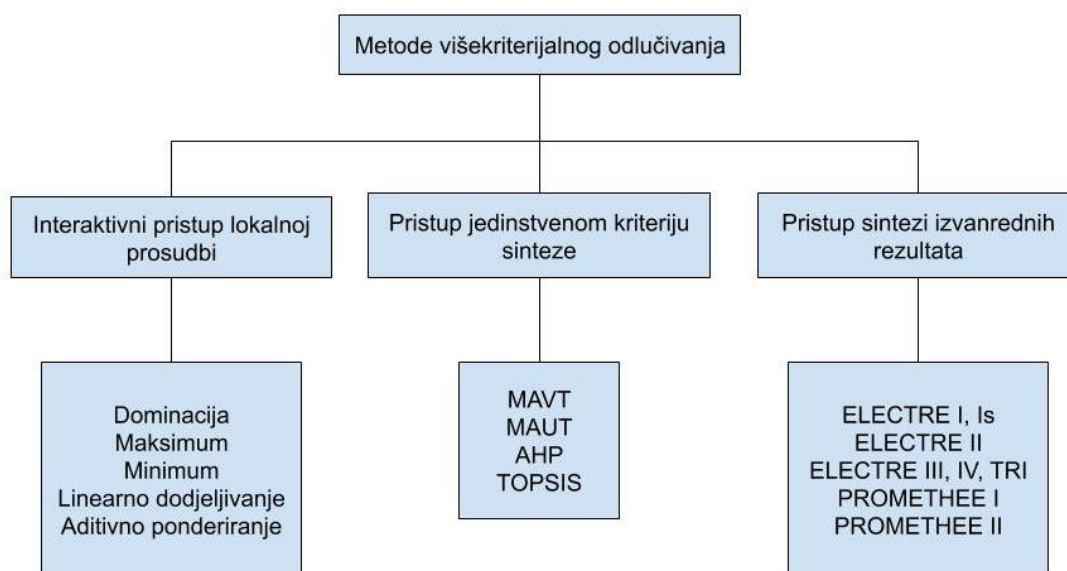 Metode višekriterijalnog odlučivanja
Interaktivni pristup lokalnoj
prosudbi
Pristup jedinstvenom kriteriju
sinteze
Pristup sintezi izvanrednih
rezultata
Dominacija
Maksimum
Minimum
Linearno dodjeljivanje
Aditivno ponderiranje
MAVT
MAUT
AHP
TOPSIS
ELECTRE I, Is
ELECTRE II
ELECTRE III, IV, TRI
PROMETHEE I
PROMETHEE II